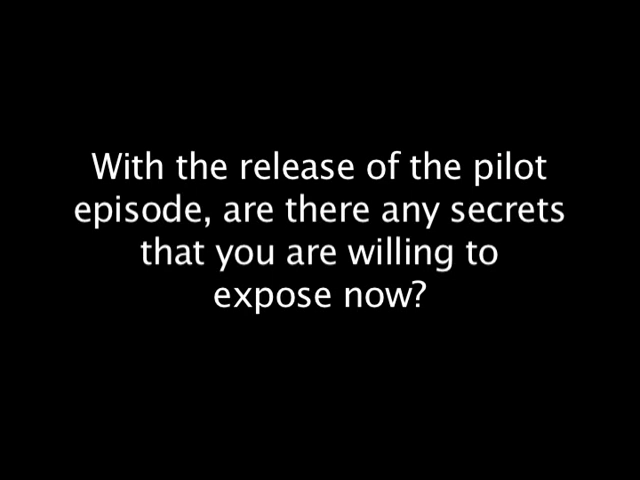 With the release of the pilot
episode, are there any secrets
that you are willing to
expose now?